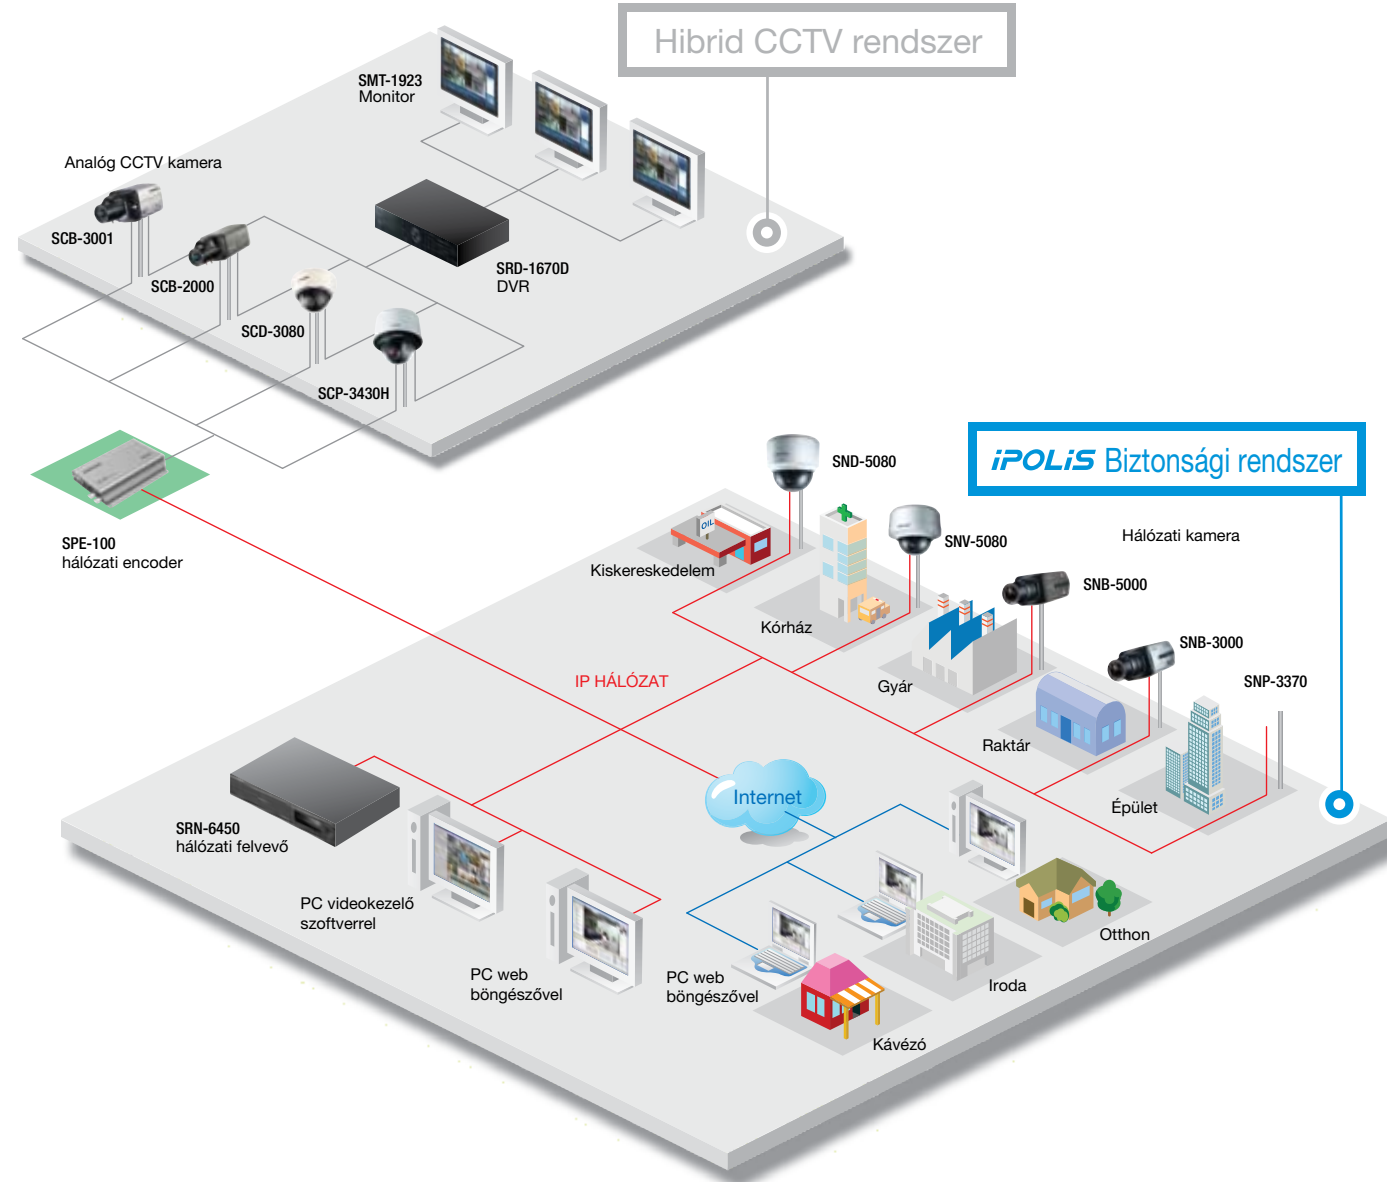 Hibrid CCTV rendszer
SMT-1923
Monitor
Analóg CCTV kamera
SCB-3001
SCB-2000
SCD-3080
SCP-3430H
SRD-1670D
DVR
SPE-100
hálózati encoder
iPOLiS Biztonsági rendszer
SND-5080
SNV-5080
Hálózati kamera
SNB-5000
SNB-3000
SNP-3370
OIL
Kiskereskedelem
Kórház
Gyár
Raktár
Épület
IP HÁLÓZAT
Internet
SRN-6450
hálózati felvevő
PC videokezelő
szoftverrel
PC web
böngészővel
PC web
böngészővel
Otthon
Iroda
Kávézó